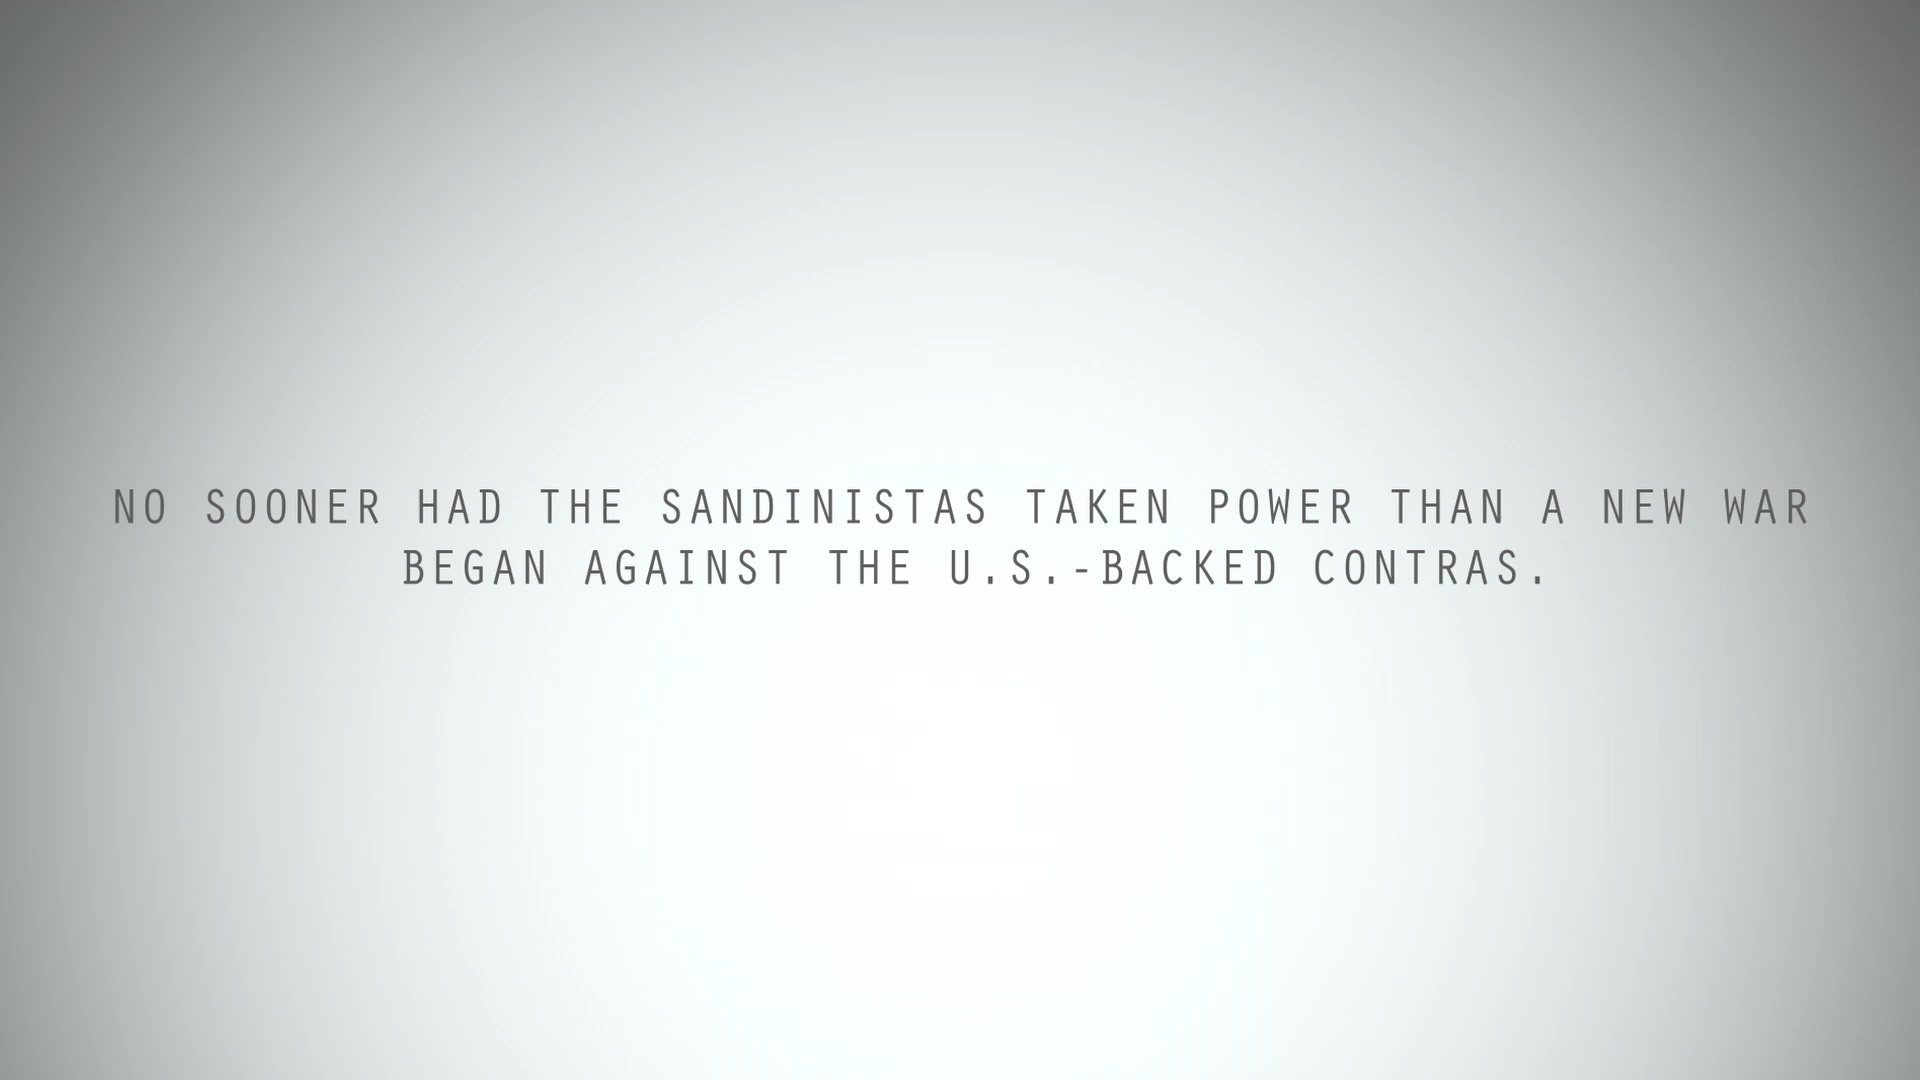 NO SOONER HAD THE SANDINISTAS TAKEN POWER THAN A NEW WAR
BEGAN AGAINST THE U.S.-BACKED CONTRAS.